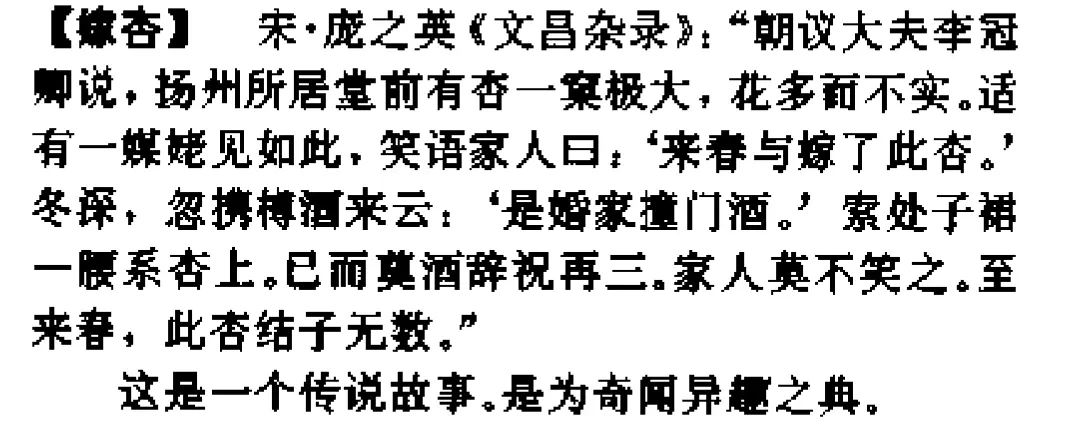 【嫁杏】 宋·庞之英《文昌杂录》：“朝议大夫李冠
卿说，扬州所居堂前有杏一窠极大，花多而不实。适
有一媒姥见如此，笑语家人曰：‘来春与嫁了此杏。’
冬深，忽携樽酒来云：‘是婚家撞门酒。’索处子裙
一腰系杏上。已而奠酒辞祝再三。家人莫不笑之。至
来春，此杏结子无数。”
这是一个传说故事。是为奇闻异趣之典。